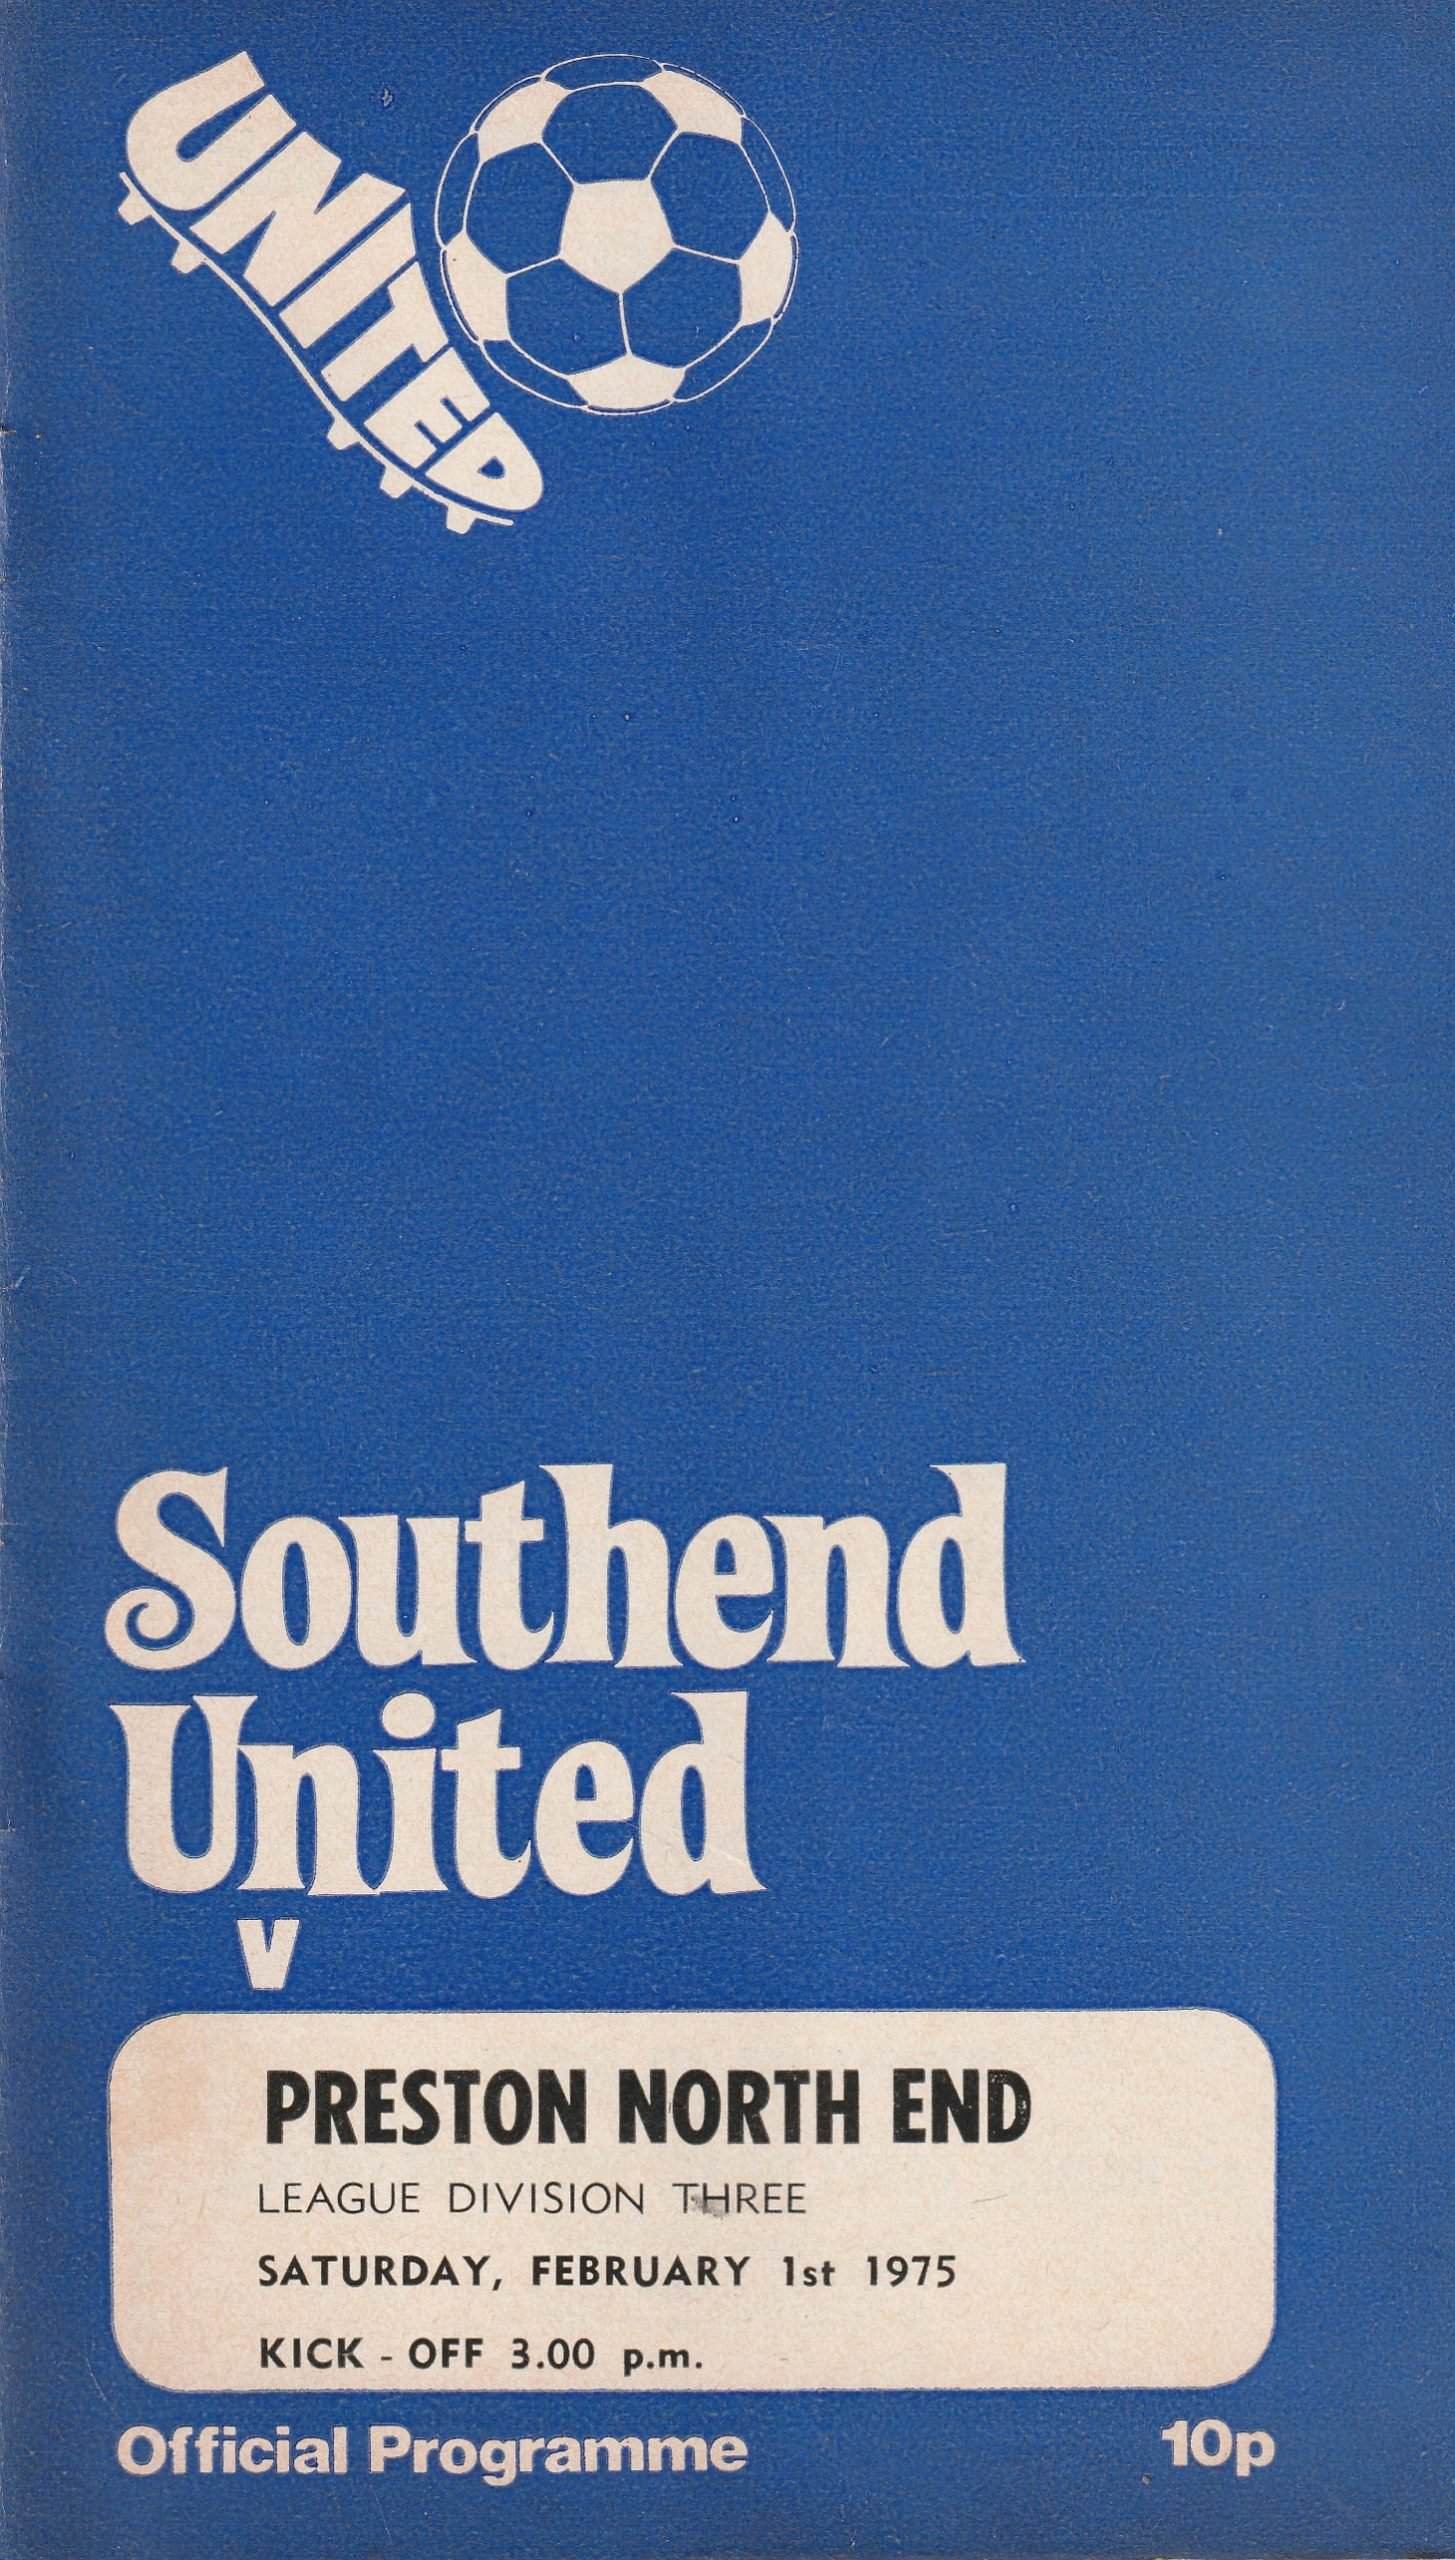 UNITED
Southend
United
v
PRESTON NORTH END
LEAGUE DIVISION THREE
SATURDAY, FEBRUARY 1st 1975
KICK - OFF 3.00 p.m.
Official Programme 10p